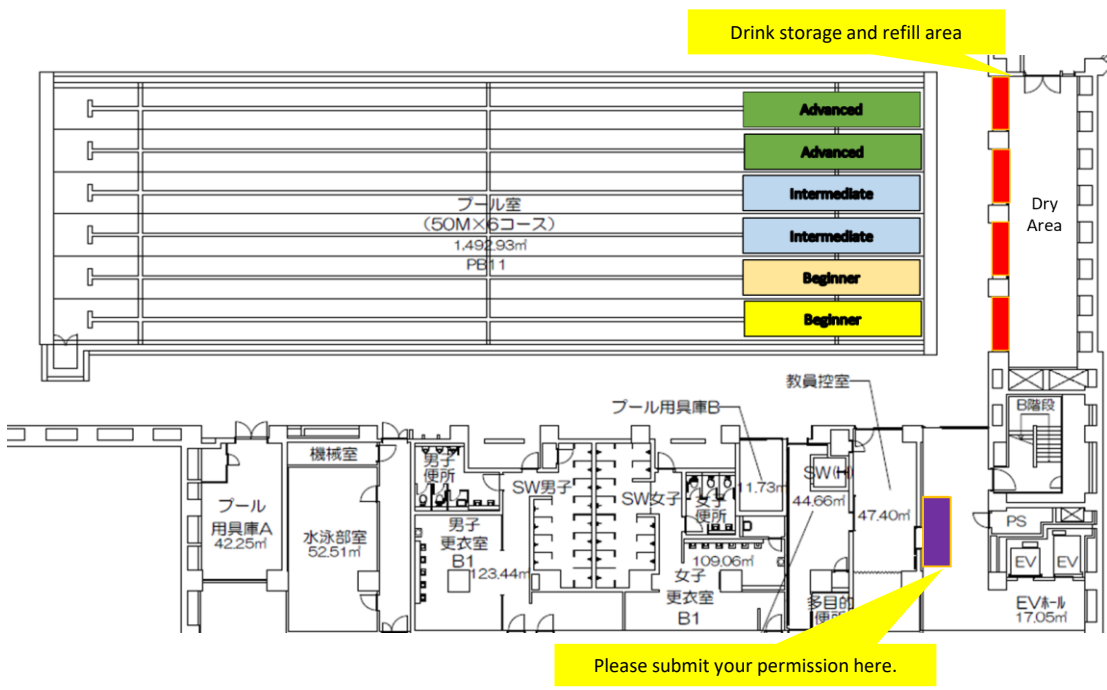 Drink storage and refill area
Advanced
Advanced
Intermediate
Intermediate
Beginner
Beginner
プール室
(50M×6コース)
1,492.93㎡
PB11
Dry
Area
教員控室
プール用具庫B
B階段
機械室
男子
便所
SW男子
SW女子
女子
便所
11.73㎡
SW(H)
44.66㎡
47.40㎡
プール
用具庫A
42.25㎡
水泳部室
52.51㎡
男子
更衣室
B1
123.44㎡
109.06㎡
女子
更衣室
B1
多目的
便所
PS
EV
EV
EVホール
17.05㎡
Please submit your permission here.